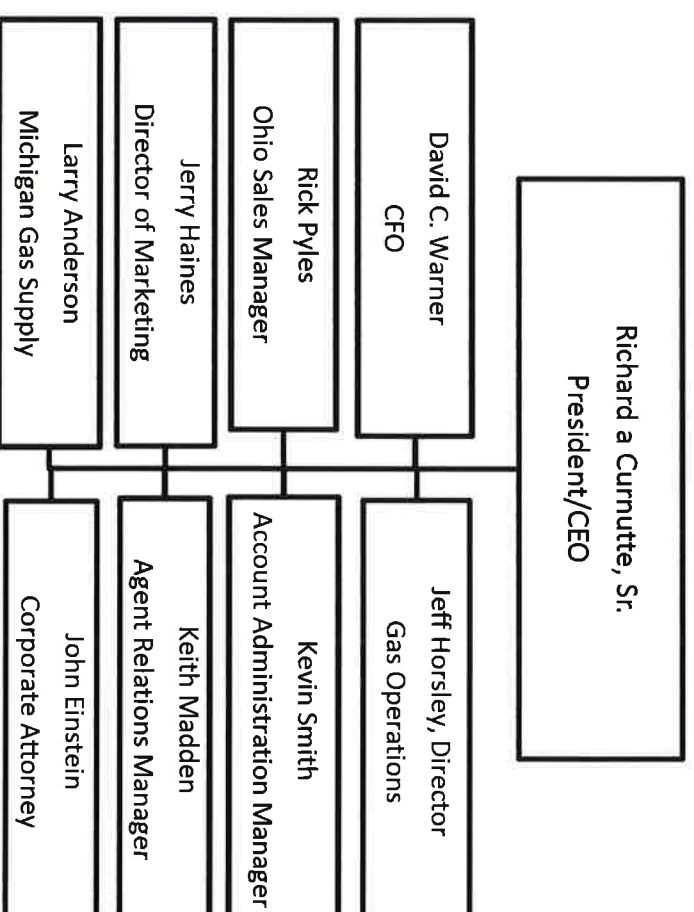 Richard a Curnutte, Sr.
President/CEO
David C. Warner
CFO
Jeff Horsley, Director
Gas Operations
Rick Pyles
Ohio Sales Manager
Kevin Smith
Account Administration Manager
Jerry Haines
Director of Marketing
Keith Madden
Agent Relations Manager
Larry Anderson
Michigan Gas Supply
John Einstein
Corporate Attorney